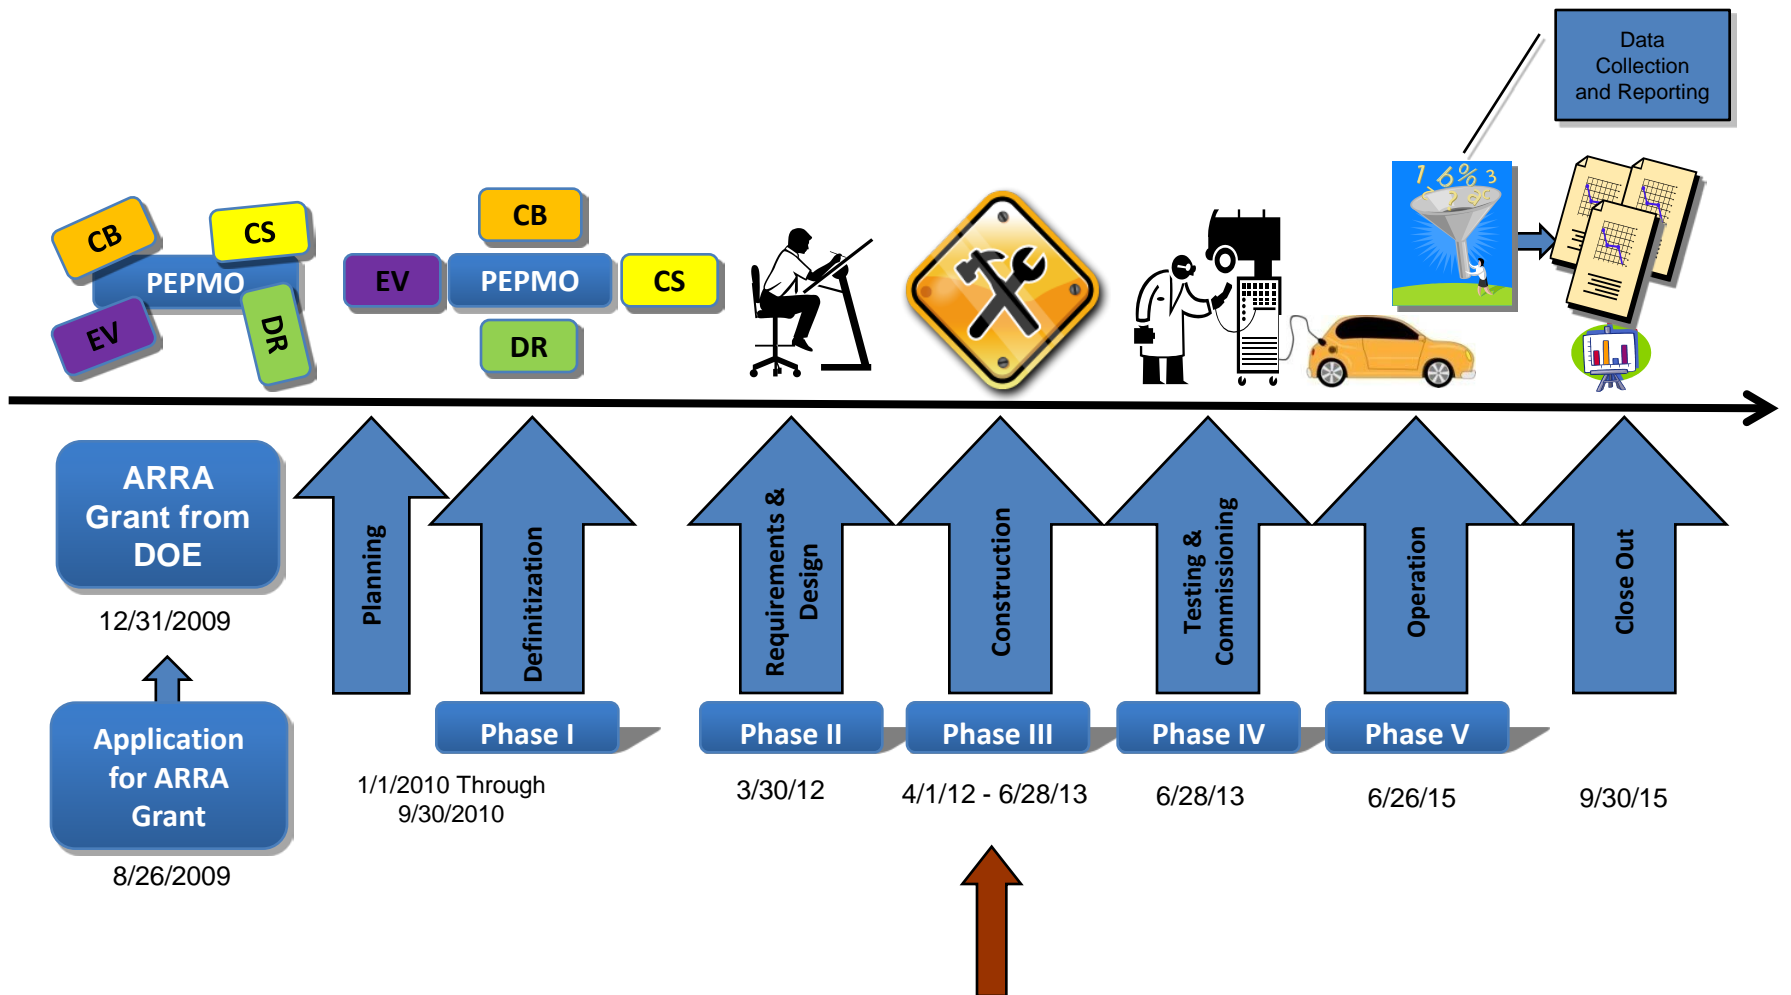 Data
Collection
and Reporting
1 6 % 3
CB
CS
PEPMO
EV
DR
CB
EV
PEPMO
CS
DR
ARRA
Grant from
DOE
12/31/2009
Application
for ARRA
Grant
8/26/2009
Planning
Definitization
Requirements &
Design
Construction
Testing &
Commissioning
Operation
Close Out
Phase I
Phase II
Phase III
Phase IV
Phase V
1/1/2010 Through
9/30/2010
3/30/12
4/1/12 - 6/28/13
6/28/13
6/26/15
9/30/15